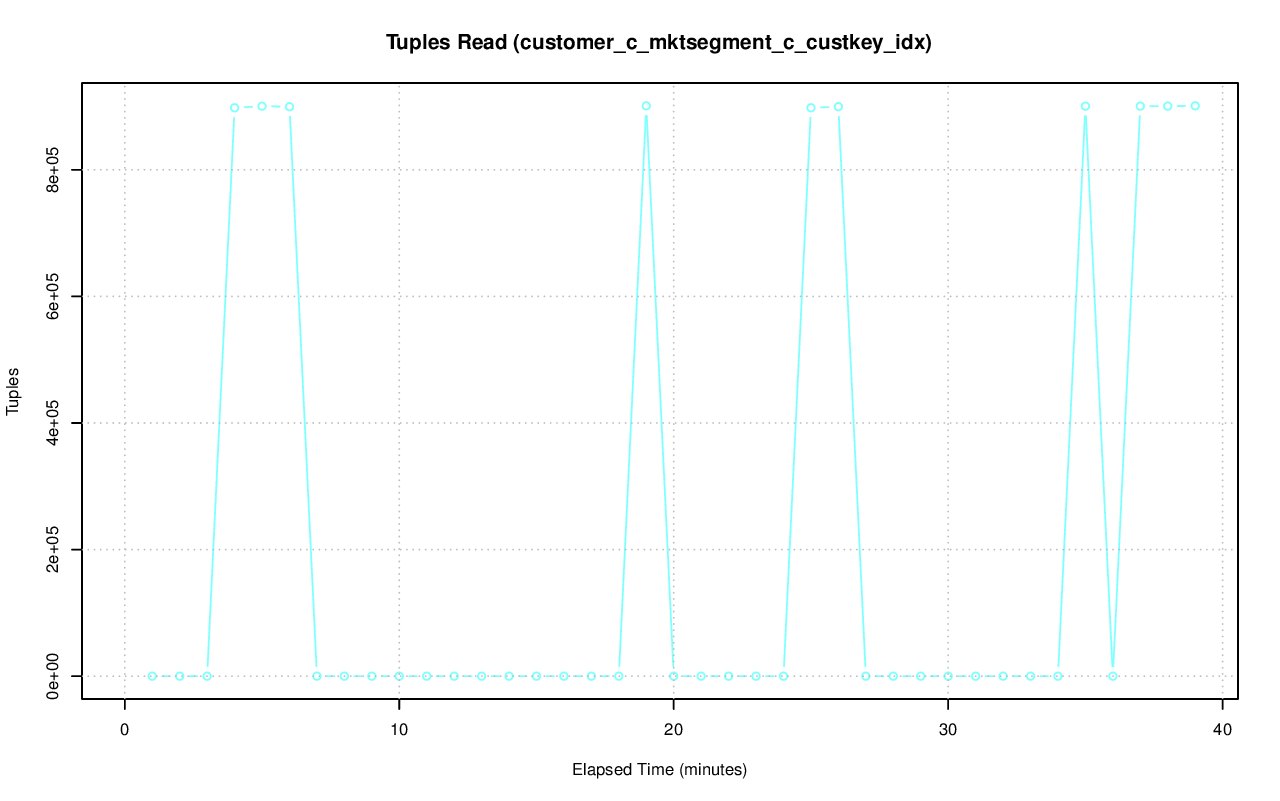 Tuples Read (customer_c_mktsegment_c_custkey_idx)
Tuples
8e+05
6e+05
4e+05
2e+05
0e+00
0 10 20 30 40
Elapsed Time (minutes)